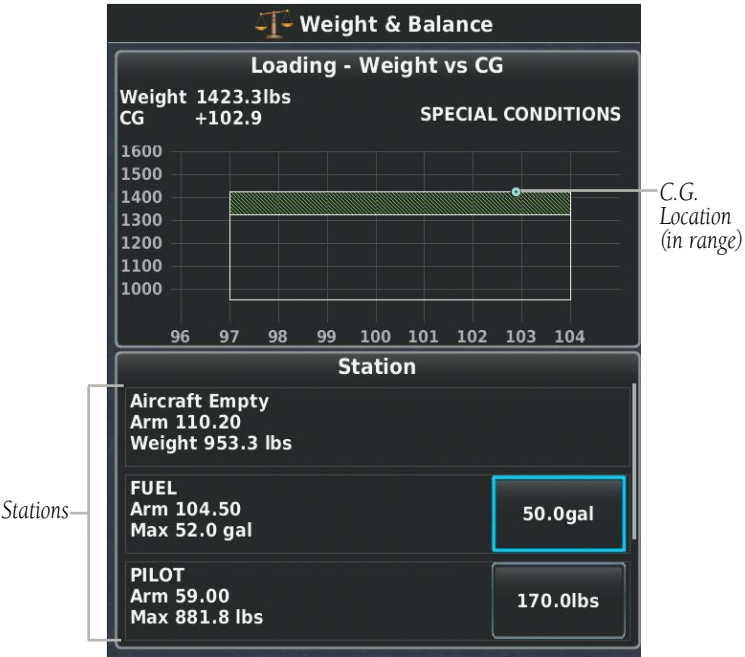 Weight & Balance
Loading - Weight vs CG
Weight 1423.3lbs
CG +102.9
SPECIAL CONDITIONS
1600
1500
1400
1300
1200
1100
1000
96 97 98 99 100 101 102 103 104
C.G.
Location
(in range)
Station
Stations
Aircraft Empty
Arm 110.20
Weight 953.3 lbs
FUEL
Arm 104.50
Max 52.0 gal
50.0gal
PILOT
Arm 59.00
Max 881.8 lbs
170.0lbs